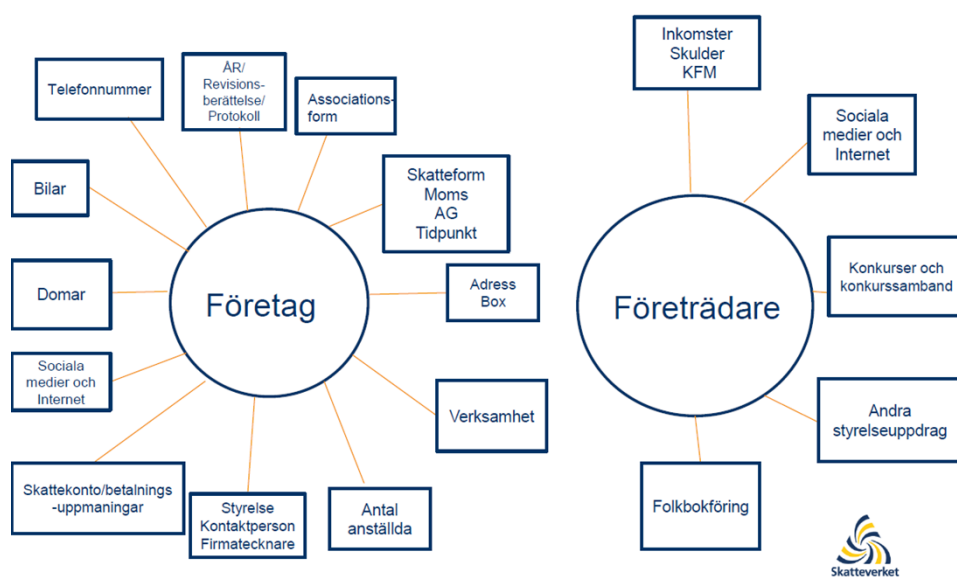 Telefonnummer
ÅR/
Revisions-
berättelse/
Protokoll
Associations-
form
Bilar
Skatteform
Moms
AG
Tidpunkt
Domar
Företag
Adress
Box
Sociala
medier och
Internet
Verksamhet
Skattekonto/betalnings
-uppmaningar
Styrelse
Kontaktperson
Firmatecknare
Antal
anställda
Inkomster
Skulder
KFM
Sociala
medier och
Internet
Företrädare
Konkurser och
konkurssamband
Andra
styrelseuppdrag
Folkbokföring
Skatteverket